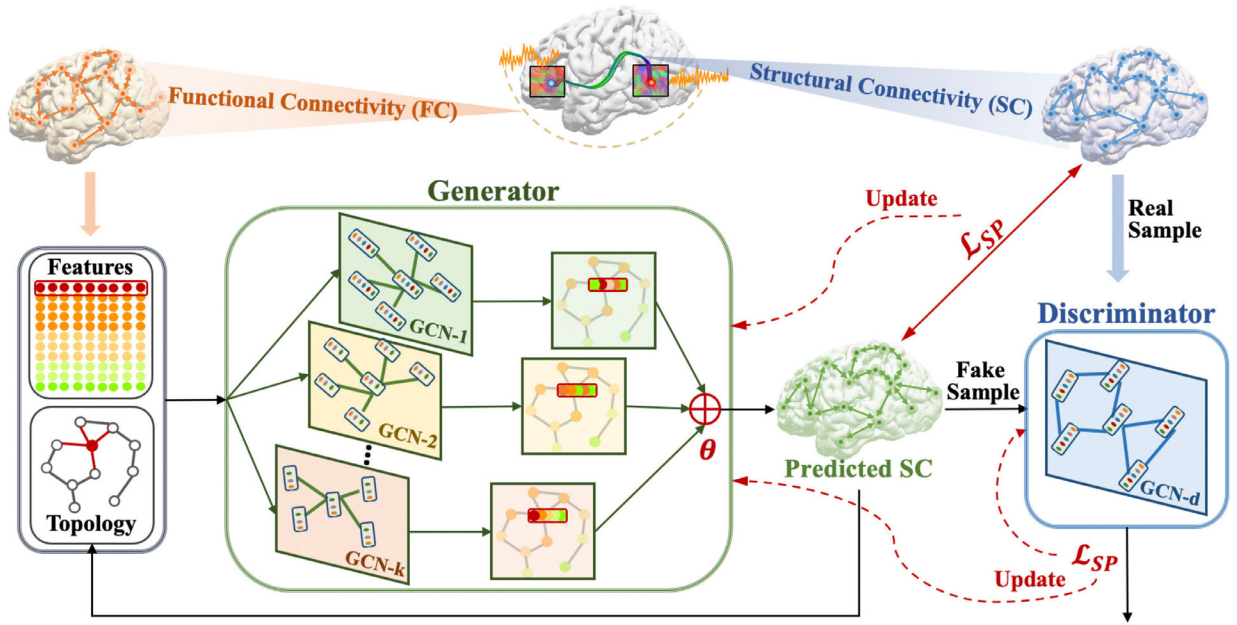 Functional Connectivity (FC)
Structural Connectivity (SC)
Generator
Update
ℒSP
Real
Sample
Features
GCN-1
Discriminator
GCN-2
Fake
Sample
θ
Predicted SC
GCN-d
Topology
GCN-k
Update
ℒSP